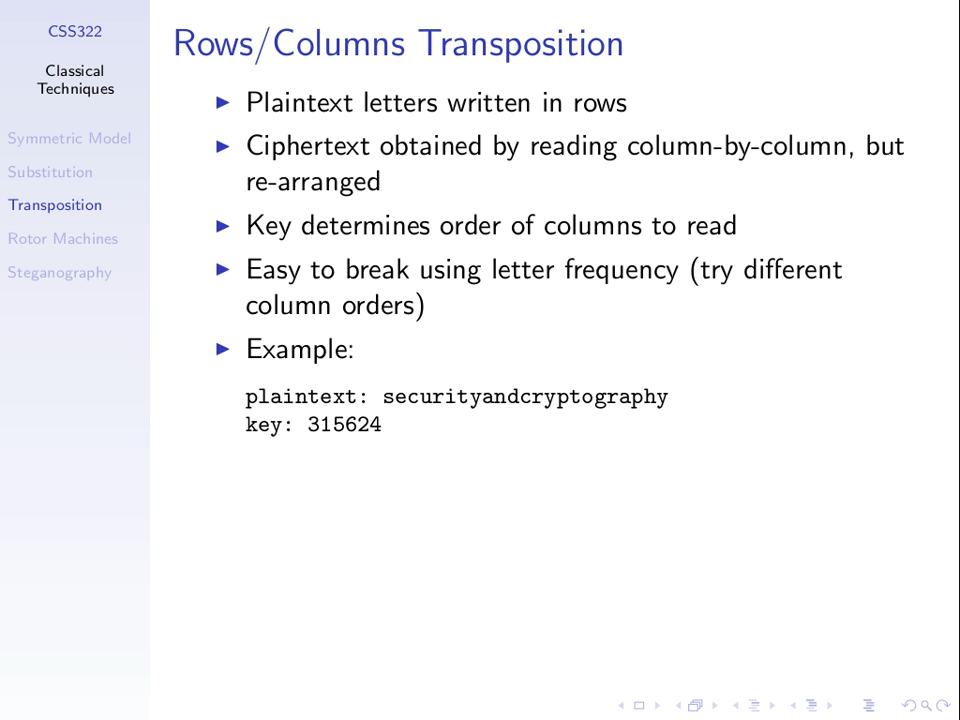 CSS322
Classical
Techniques
Symmetric Model
Substitution
Transposition
Rotor Machines
Steganography
Rows/Columns Transposition
Plaintext letters written in rows
Ciphertext obtained by reading column-by-column, but
re-arranged
Key determines order of columns to read
Easy to break using letter frequency (try different
column orders)
Example:
plaintext: securityandcryptography
key: 315624